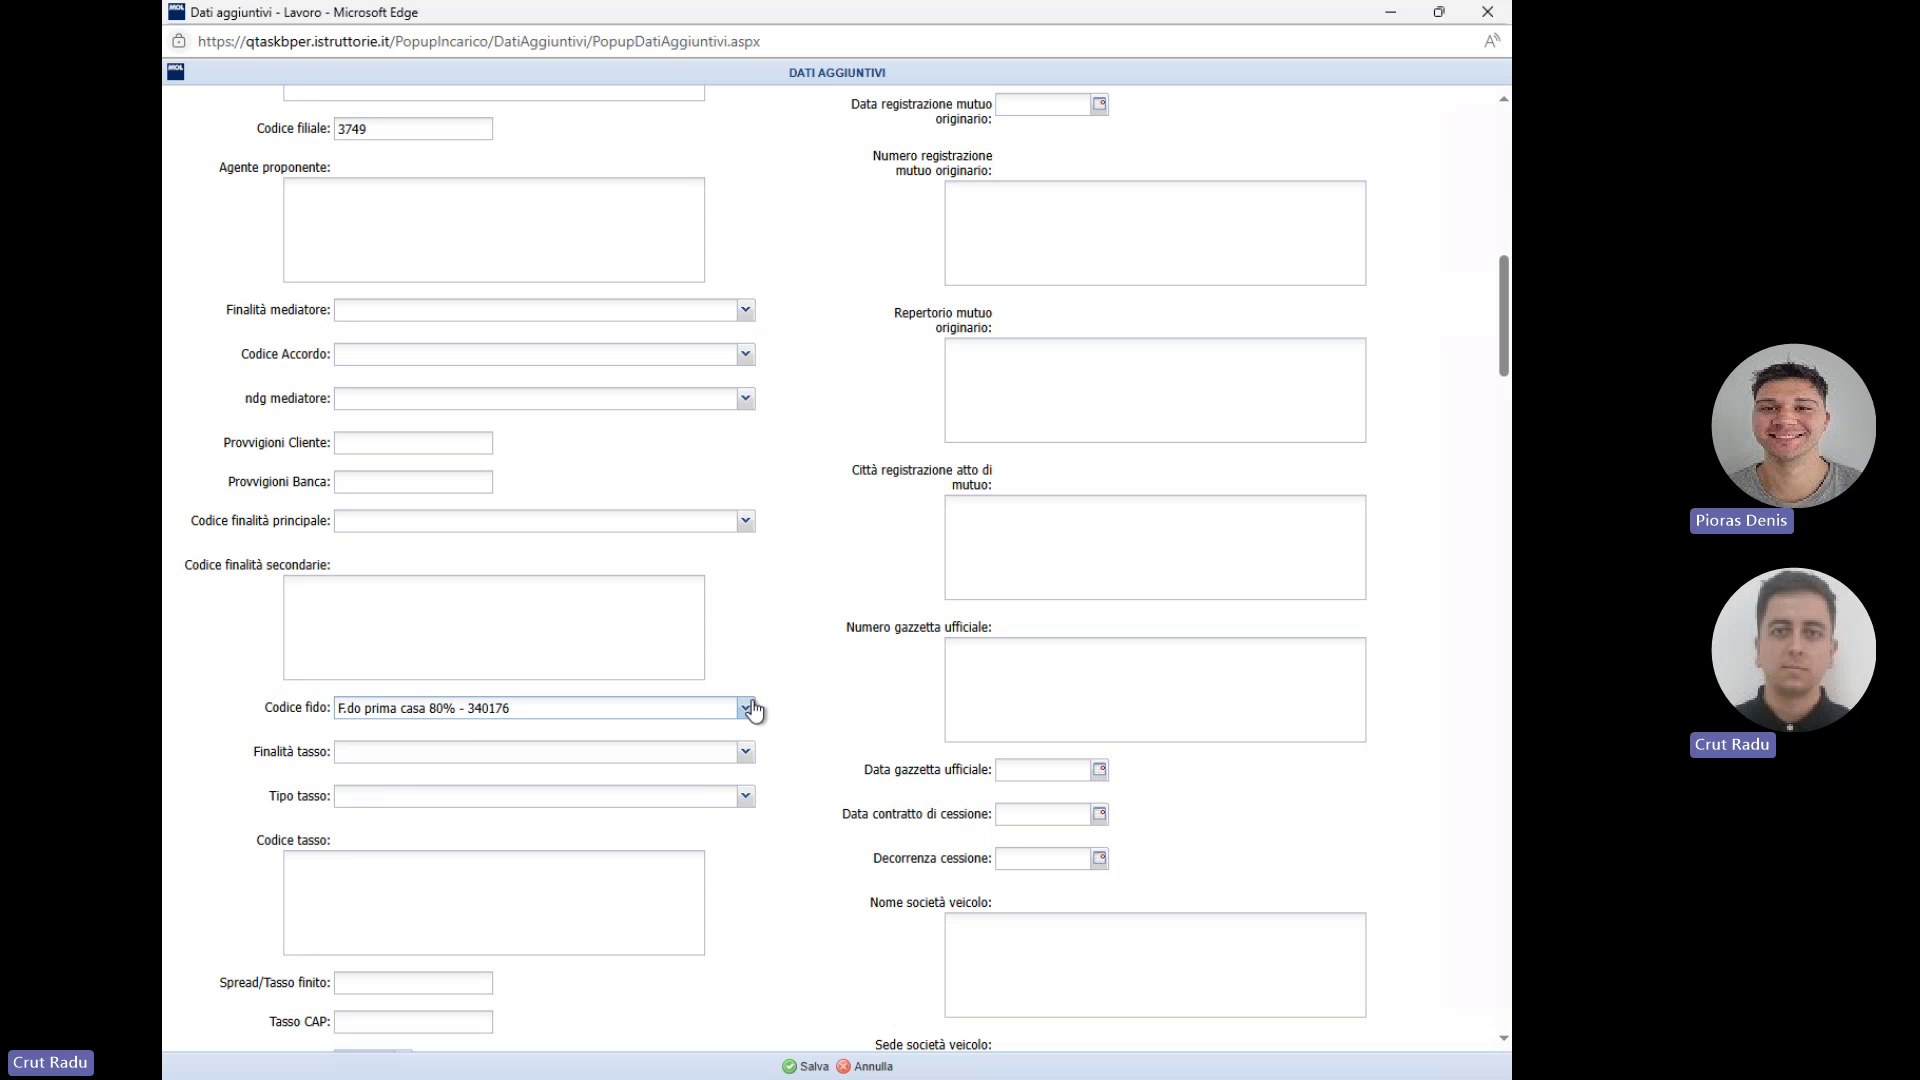 MOL Dati aggiuntivi - Lavoro - Microsoft Edge
https://qtaskbper.istruttorie.it/PopupIncarico/DatiAggiuntivi/PopupDatiAggiuntivi.aspx
MOL DATI AGGIUNTIVI
Codice filiale: 3749
Agente proponente:
Finalità mediatore:
Codice Accordo:
ndg mediatore:
Provvigioni Cliente:
Provvigioni Banca:
Codice finalità principale:
Codice finalità secondarie:
Codice fido: F.do prima casa 80% - 340176
Finalità tasso:
Tipo tasso:
Codice tasso:
Spread/Tasso finito:
Tasso CAP:
Data registrazione mutuo
originario:
Numero registrazione
mutuo originario:
Repertorio mutuo
originario:
Città registrazione atto di
mutuo:
Numero gazzetta ufficiale:
Data gazzetta ufficiale:
Data contratto di cessione:
Decorrenza cessione:
Nome società veicolo:
Sede società veicolo:
Salva Annulla
Pioras Denis
Crut Radu
Crut Radu